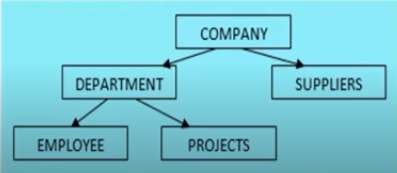 COMPANY
DEPARTMENT
SUPPLIERS
EMPLOYEE
PROJECTS